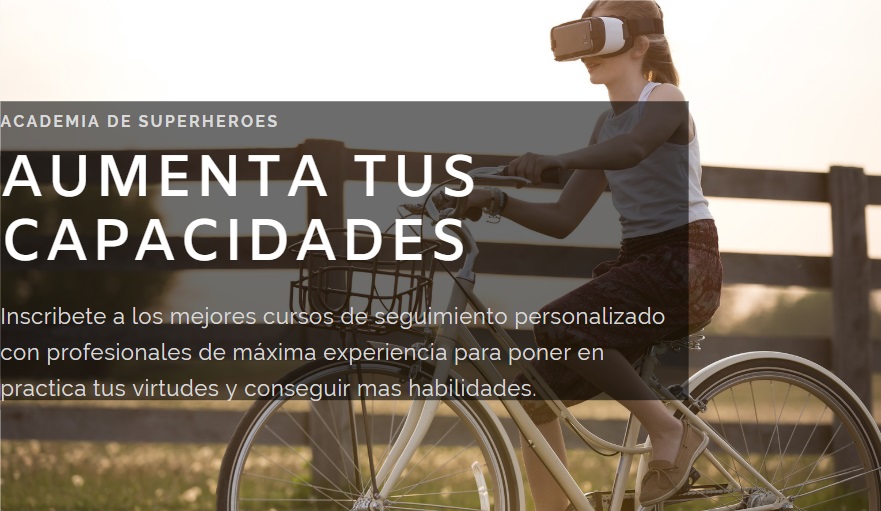 ACADEMIA DE SUPERHEROES
AUMENTA TUS
CAPACIDADES
Inscribete a los mejores cursos de seguimiento personalizado
con profesionales de máxima experiencia para poner en
practica tus virtudes y conseguir mas habilidades.